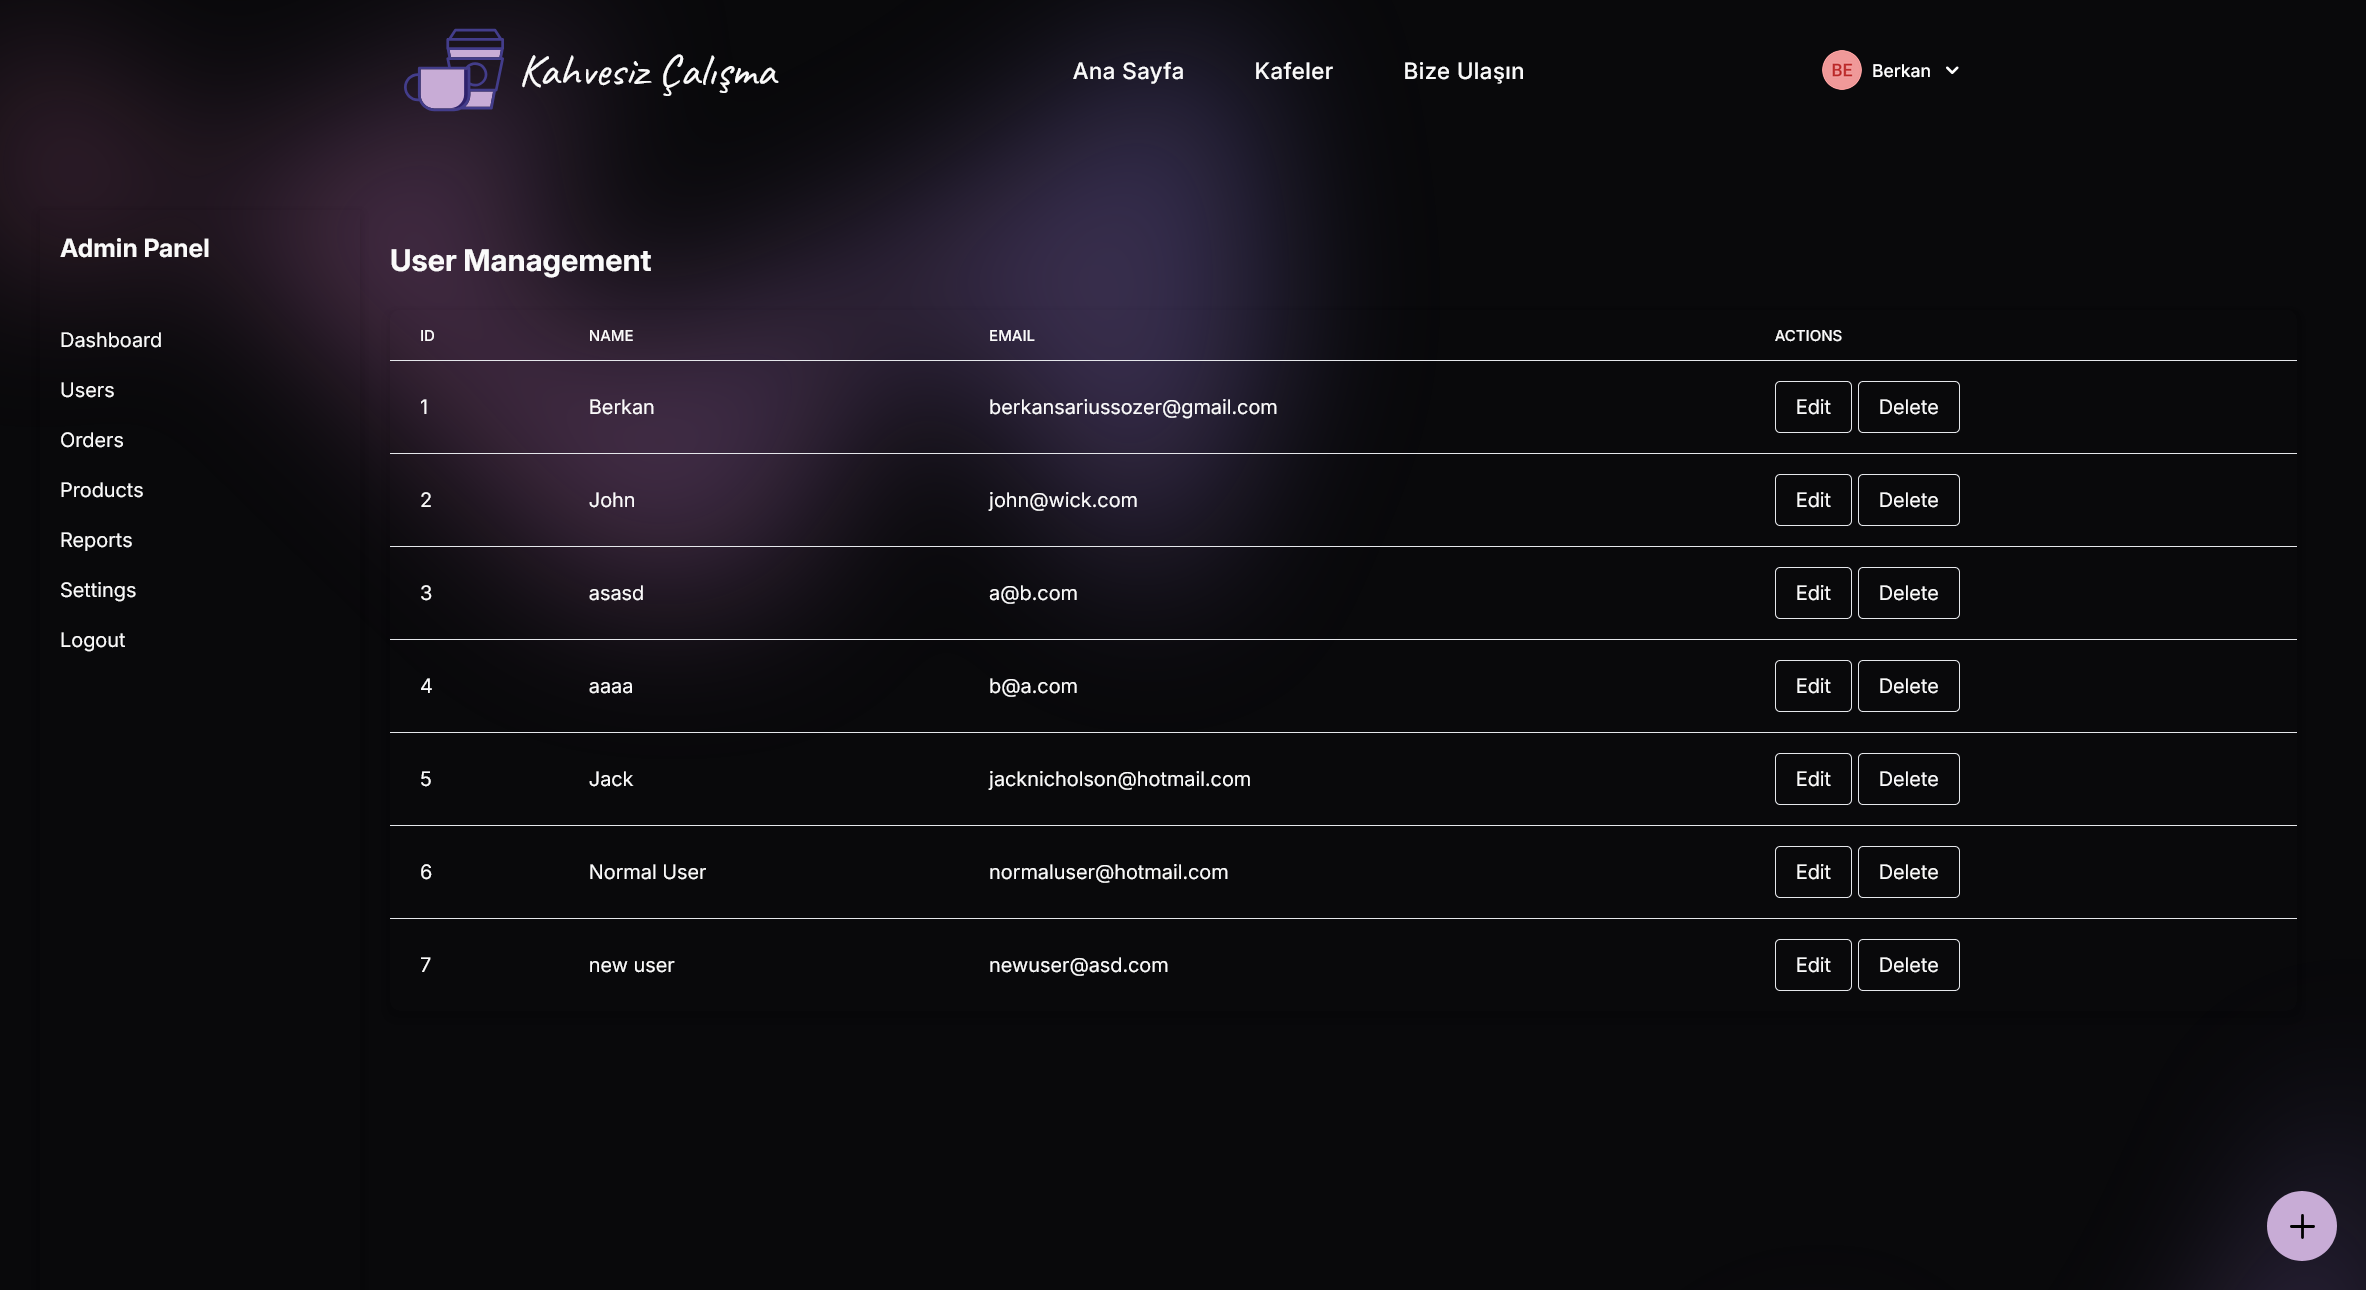 Kahvesiz Çalışma
Ana Sayfa Kafeler Bize Ulaşın
BE Berkan
Admin Panel
Dashboard
Users
Orders
Products
Reports
Settings
Logout
User Management
ID NAME EMAIL ACTIONS
1 Berkan berkansariussozer@gmail.com Edit Delete
2 John john@wick.com Edit Delete
3 asasd a@b.com Edit Delete
4 aaaa b@a.com Edit Delete
5 Jack jacknicholson@hotmail.com Edit Delete
6 Normal User normaluser@hotmail.com Edit Delete
7 new user newuser@asd.com Edit Delete